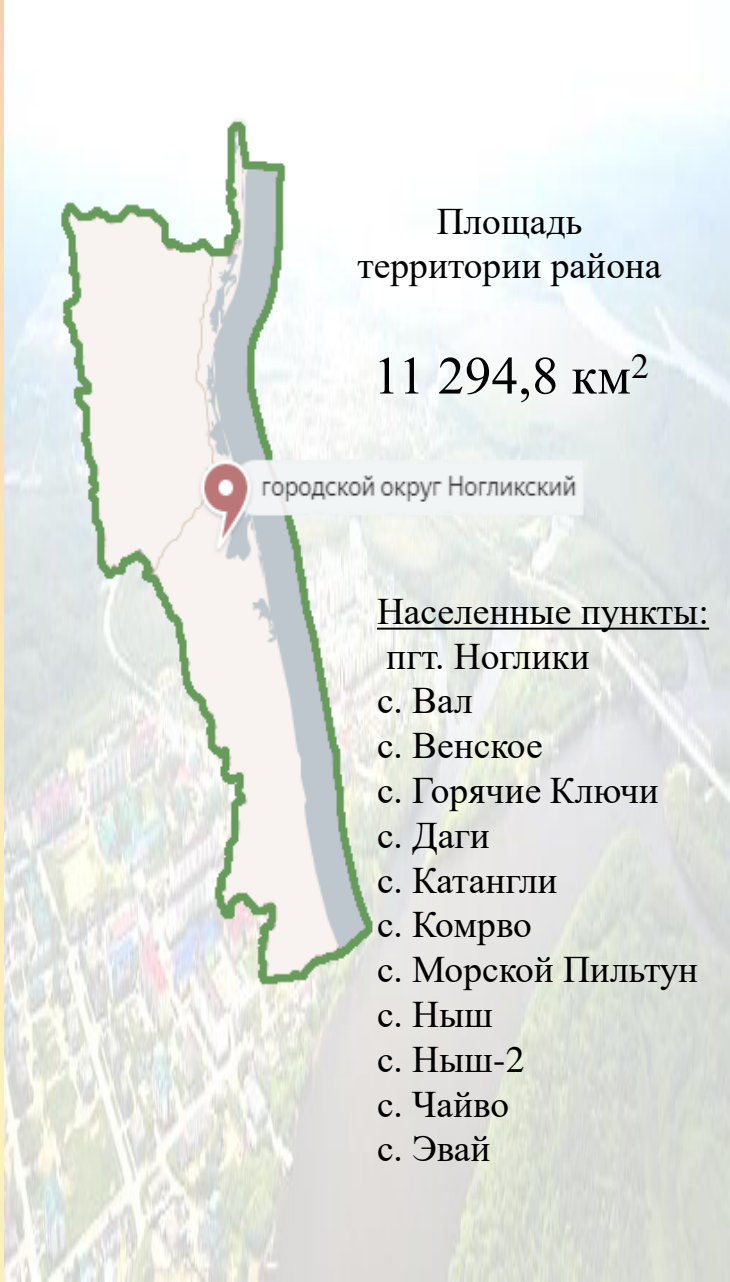 Площадь
территории района
11 294,8 км²
городской округ Ногликский
Населенные пункты:
пгт. Ноглики
с. Вал
с. Венское
с. Горячие Ключи
с. Даги
с. Катангли
с. Комрво
с. Морской Пильтун
с. Ныш
с. Ныш-2
с. Чайво
с. Эвай